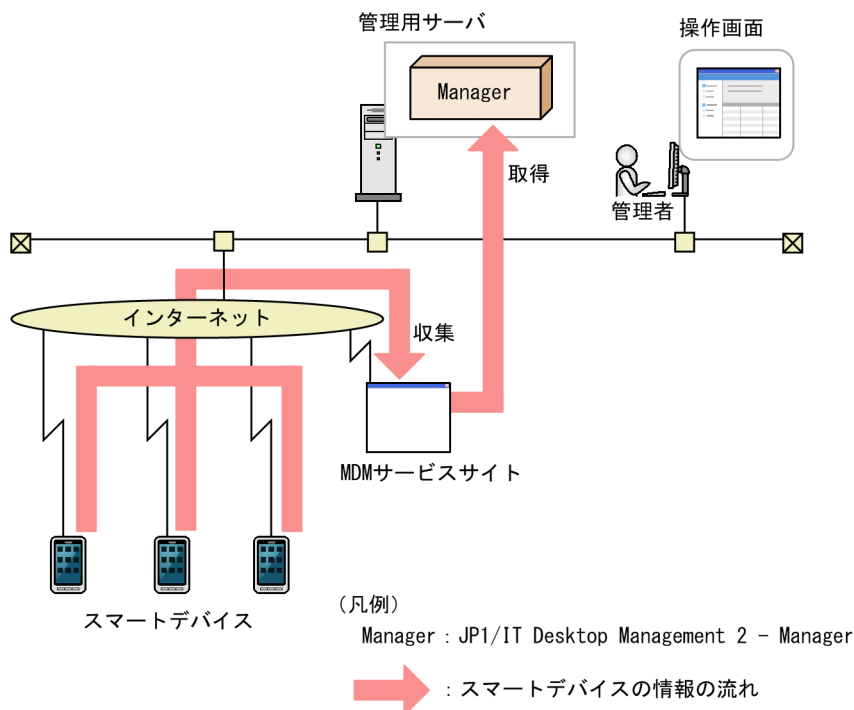 管理用サーバ
操作画面
Manager
取得
管理者
インターネット
収集
MDMサービスサイト
スマートデバイス
(凡例)
Manager:JP1/IT Desktop Management 2 - Manager
:スマートデバイスの情報の流れ